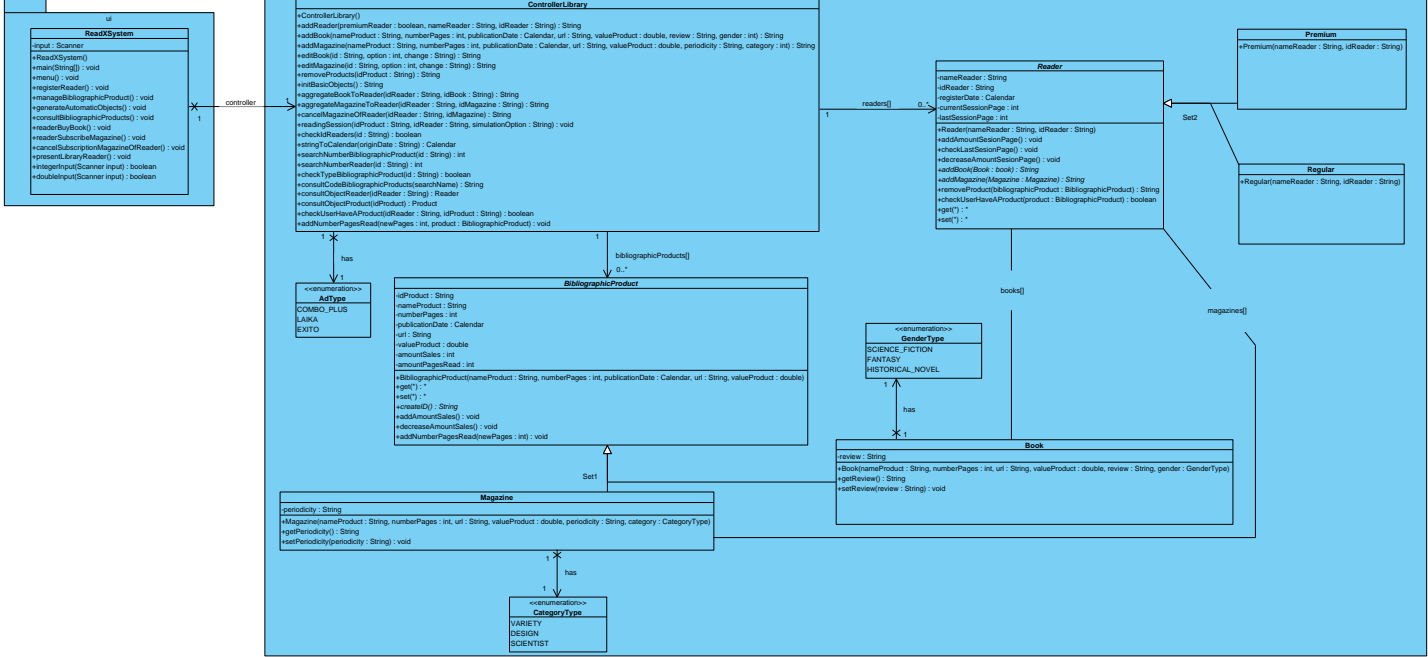 ui
ReadXSystem
-input : Scanner
+ReadXSystem()
+main(String[]) : void
+menu() : void
+registerReader() : void
+manageBibliographicProduct() : void
+generateAutomaticObjects() : void
+consultBibliographicProducts() : void
+readerBuyBook() : void
+readerSubscribeMagazine() : void
+cancelSubscriptionMagazineOfReader() : void
+presentLibraryReader() : void
+integerInput(Scanner input) : boolean
+doubleInput(Scanner input) : boolean
controller
1
1
ControllerLibrary
+ControllerLibrary()
+addReader(premiumReader : boolean, nameReader : String, idReader : String) : String
+addBook(nameProduct : String, numberPages : int, publicationDate : Calendar, url : String, valueProduct : double, review : String, gender : int) : String
+addMagazine(nameProduct : String, numberPages : int, publicationDate : Calendar, url : String, valueProduct : double, periodicity : String, category : int) : String
+editBook(id : String, option : int, change : String) : String
+editMagazine(id : String, option : int, change : String) : String
+removeProducts(idProduct : String) : String
+initBasicObjects() : String
+aggregateBookToReader(idReader : String, idBook : String) : String
+aggregateMagazineToReader(idReader : String, idMagazine : String) : String
+cancelMagazineOfReader(idReader : String, idMagazine) : String
+readingSession(idProduct : String, idReader : String, simulationOption : String) : void
+checkIdReaders(id : String) : boolean
+stringToCalendar(originDate : String) : Calendar
+searchNumberBibliographicProduct(id : String) : int
+searchNumberReader(id : String) : int
+checkTypeBibliographicProduct(id : String) : boolean
+consultCodeBibliographicProducts(searchName) : String
+consultObjectReader(idReader : String) : Reader
+consultObjectProduct(idProduct) : Product
+checkUserHaveAProduct(idReader : String, idProduct : String) : boolean
+addNumberPagesRead(newPages : int, product : BibliographicProduct) : void
readers[]
1
0..*
Reader
-nameReader : String
-idReader : String
-registerDate : Calendar
-currentSessionPage : int
-lastSessionPage : int
+Reader(nameReader : String, idReader : String)
+addAmountSesionPage() : void
+checkLastSesionPage() : void
+decreaseAmountSesionPage() : void
+addBook(Book : book) : String
+addMagazine(Magazine : Magazine) : String
+removeProduct(bibliographicProduct : BibliographicProduct) : String
+checkUserHaveAProduct(product : BibliographicProduct) : boolean
+get(*) : *
+set(*) : *
Set2
Premium
+Premium(nameReader : String, idReader : String)
Regular
+Regular(nameReader : String, idReader : String)
1
has
1
<<enumeration>>
AdType
COMBO_PLUS
LAIKA
EXITO
1
bibliographicProducts[]
0..*
BibliographicProduct
-idProduct : String
-nameProduct : String
-numberPages : int
-publicationDate : Calendar
-url : String
-valueProduct : double
-amountSales : int
-amountPagesRead : int
+BibliographicProduct(nameProduct : String, numberPages : int, publicationDate : Calendar, url : String, valueProduct : double)
+get(*) : *
+set(*) : *
+createID() : String
+addAmountSales() : void
+decreaseAmountSales() : void
+addNumberPagesRead(newPages : int) : void
books[]
magazines[]
<<enumeration>>
GenderType
SCIENCE_FICTION
FANTASY
HISTORICAL_NOVEL
1
has
1
Book
-review : String
+Book(nameProduct : String, numberPages : int, url : String, valueProduct : double, review : String, gender : GenderType)
+getReview() : String
+setReview(review : String) : void
Set1
Magazine
-periodicity : String
+Magazine(nameProduct : String, numberPages : int, url : String, valueProduct : double, periodicity : String, category : CategoryType)
+getPeriodicity() : String
+setPeriodicity(periodicity : String) : void
1
has
1
<<enumeration>>
CategoryType
VARIETY
DESIGN
SCIENTIST